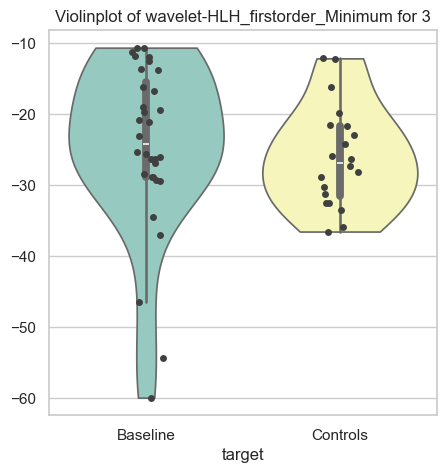 Violinplot of wavelet-HLH_firstorder_Minimum for 3
−10
−20
−30
−40
−50
−60
Baseline Controls
target